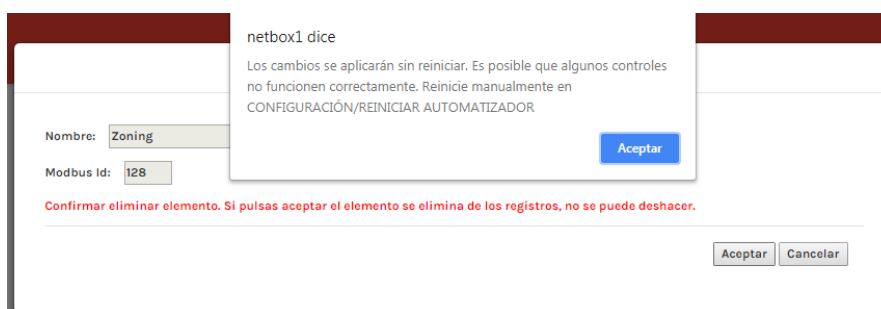 netbox1 dice
Los cambios se aplicarán sin reiniciar. Es posible que algunos controles
no funcionen correctamente. Reinicie manualmente en
CONFIGURACIÓN/REINICIAR AUTOMATIZADOR
Aceptar
Nombre: Zoning
Modbus Id: 128
Confirmar eliminar elemento. Si pulsas aceptar el elemento se elimina de los registros, no se puede deshacer.
Aceptar Cancelar